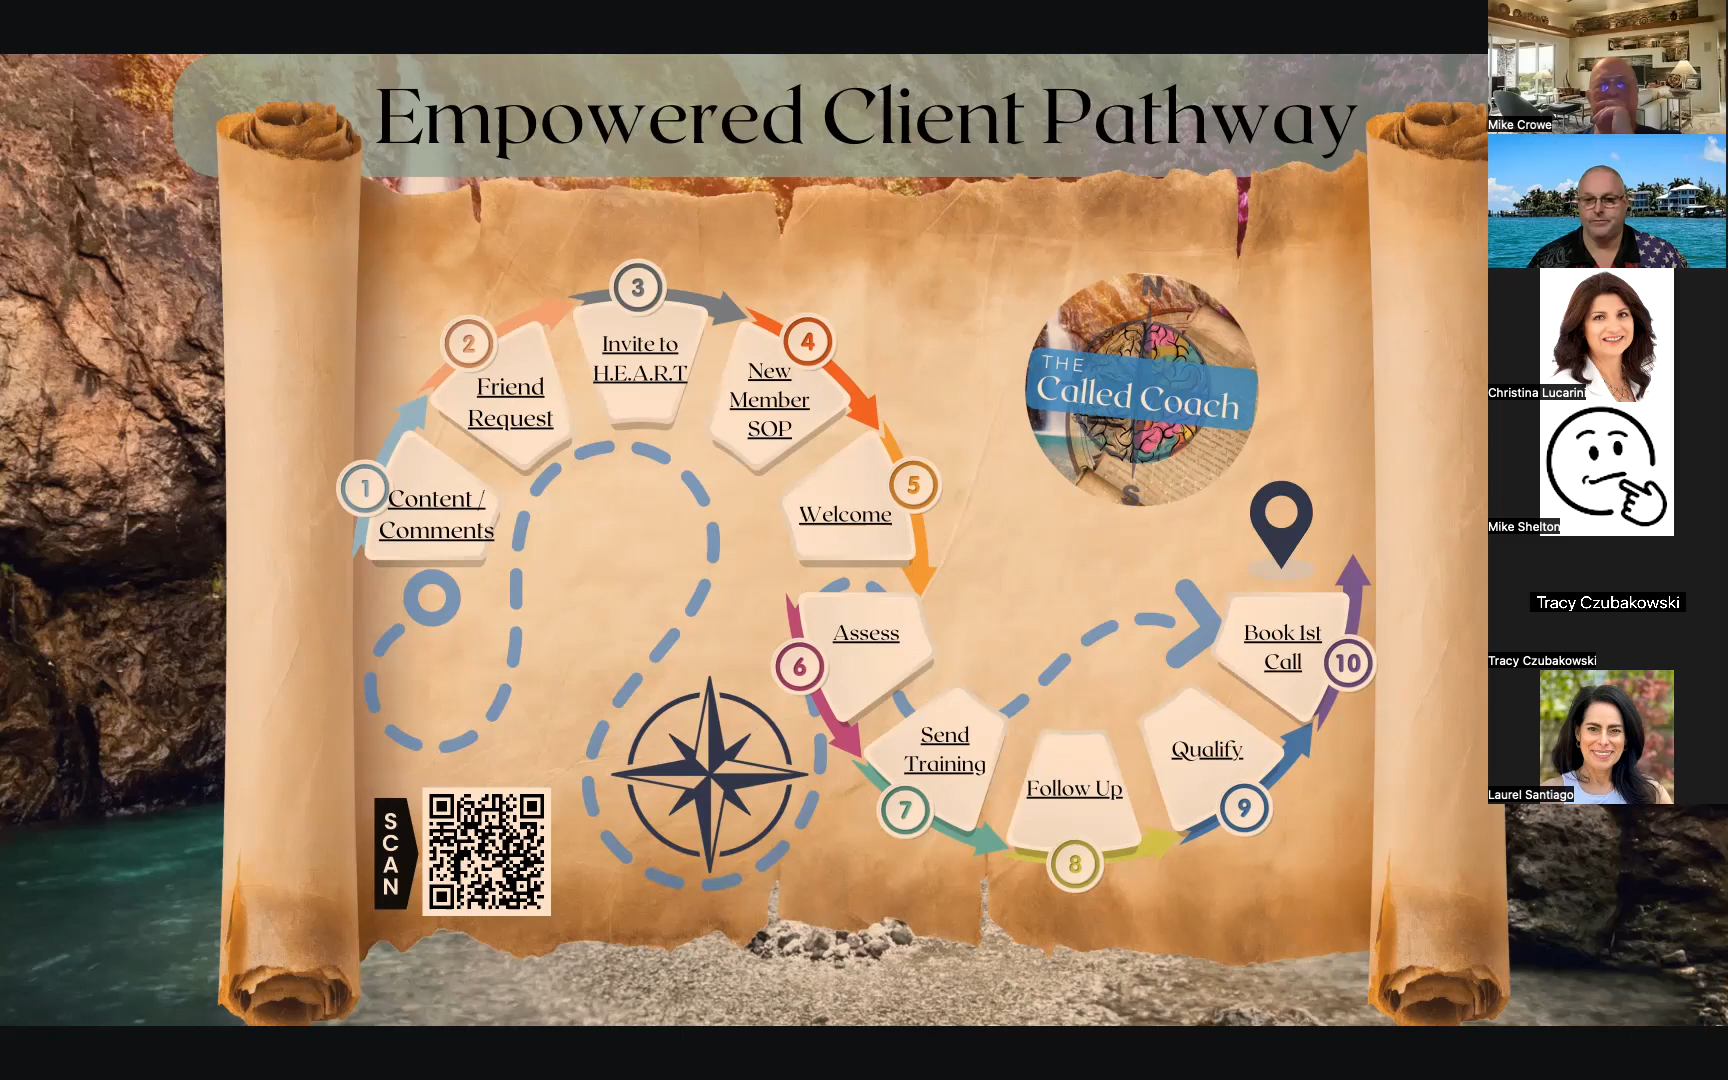 Empowered Client Pathway
1
Content /
Comments
2
Friend
Request
3
Invite to
H.E.A.R.T
4
New
Member
SOP
5
Welcome
6
Assess
7
Send
Training
8
Follow Up
9
Qualify
10
Book 1st
Call
N
THE
Called Coach
S
SCAN
Mike Crowe
Christina Lucarini
Mike Shelton
Tracy Czubakowski
Tracy Czubakowski
Laurel Santiago